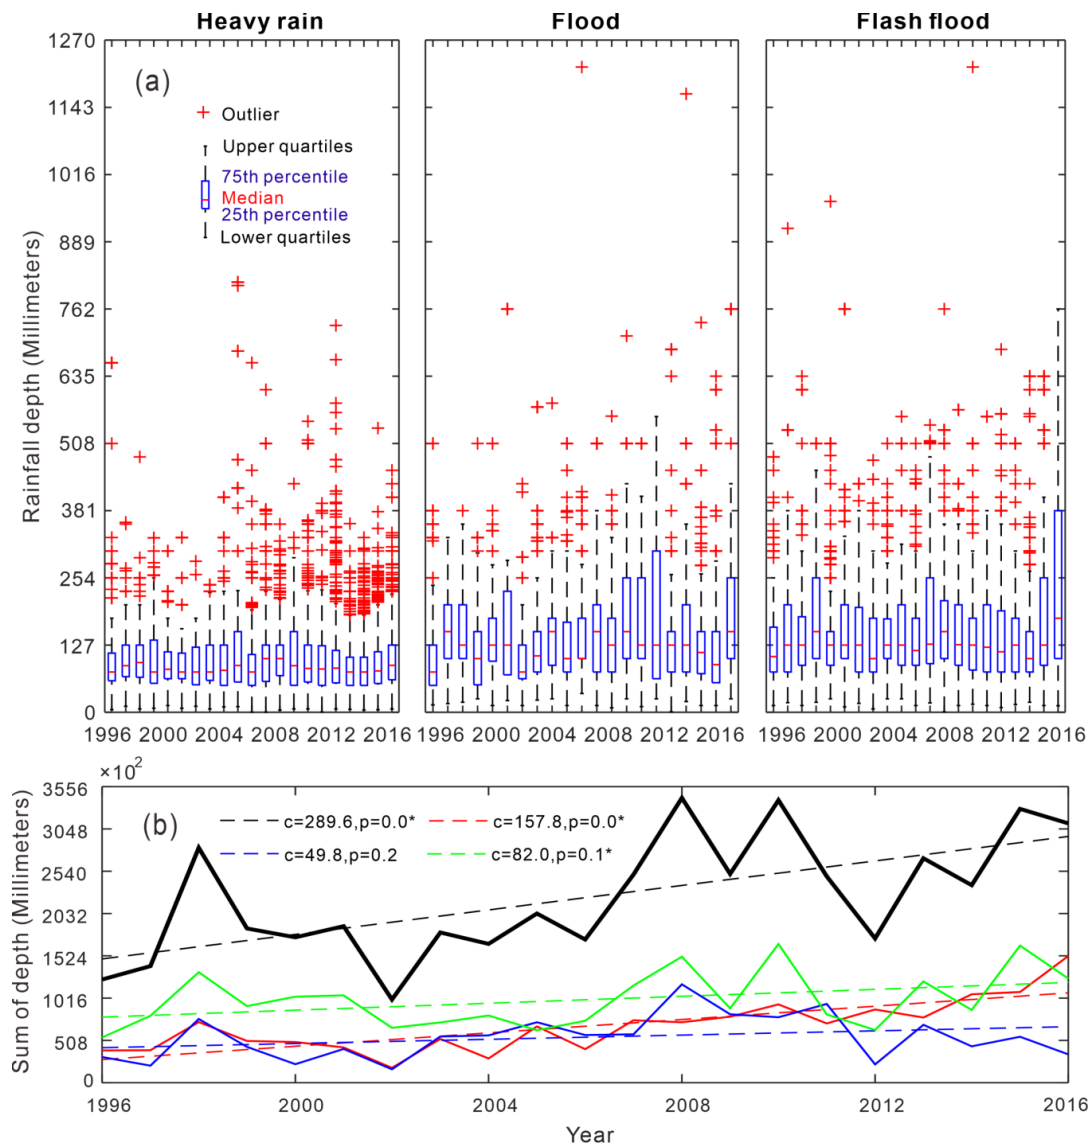 Heavy rain Flood Flash flood
(a)
Outlier
Upper quartiles
75th percentile
Median
25th percentile
Lower quartiles
Rainfall depth (Millimeters)
1270
1143
1016
889
762
635
508
381
254
127
0
1996 2000 2004 2008 2012 2016 1996 2000 2004 2008 2012 2016 1996 2000 2004 2008 2012 2016
×10²
(b)
c=289.6,p=0.0* c=157.8,p=0.0*
c=49.8,p=0.2 c=82.0,p=0.1*
Sum of depth (Millimeters)
3556
3048
2540
2032
1524
1016
508
0
1996 2000 2004 2008 2012 2016
Year